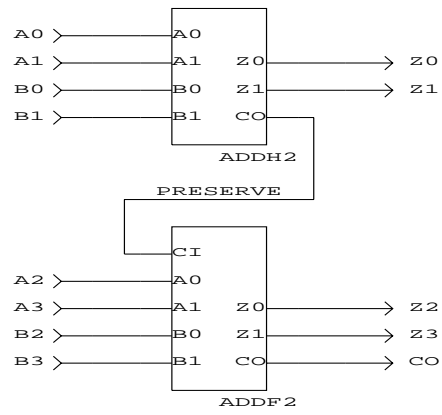 A0 A0
A1 A1 Z0 Z0
B0 B0 Z1 Z1
B1 B1 CO
ADDH2
PRESERVE
CI
A2 A0
A3 A1 Z0 Z2
B2 B0 Z1 Z3
B3 B1 CO CO
ADDF2